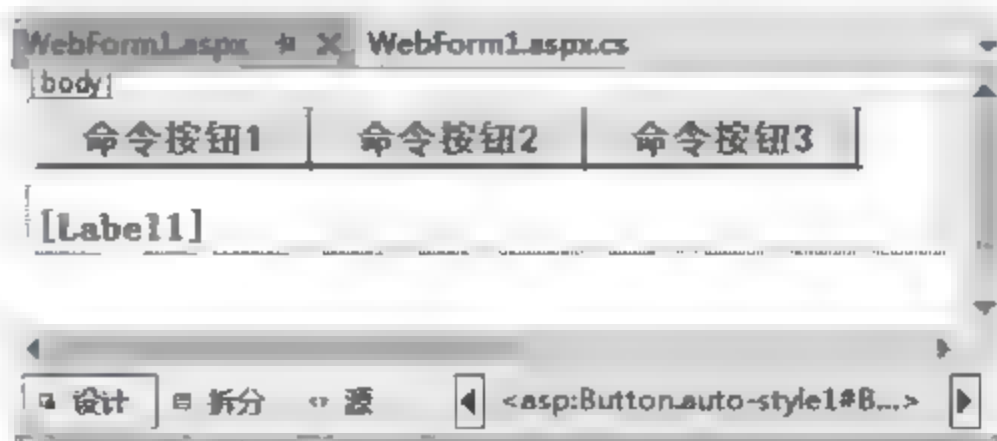 WebForm1.aspx WebForm1.aspx.cs
body
命令按钮1 命令按钮2 命令按钮3
[Label1]
设计 拆分 源 <asp:Button.auto-style1#B...>